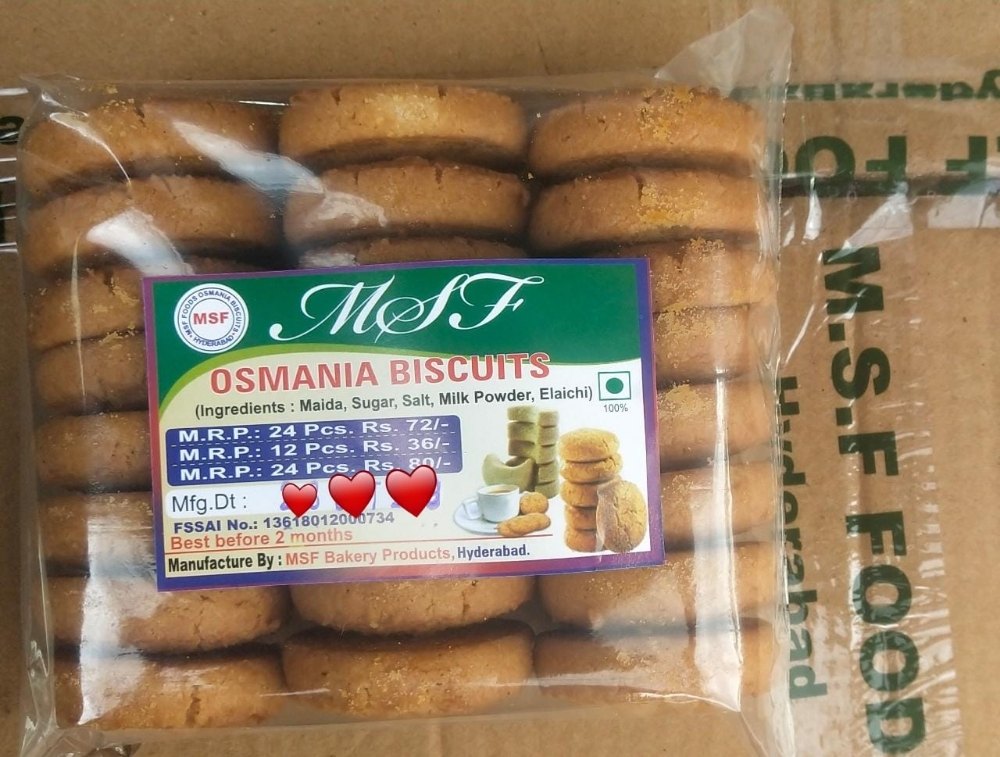 MSF FOODS OSMANIA BISCUITS
MSF
HYDERABAD
MSF
OSMANIA BISCUITS
(Ingredients : Maida, Sugar, Salt, Milk Powder, Elaichi)
100%
M.R.P.: 24 Pcs. Rs. 72/-
M.R.P.: 12 Pcs. Rs. 36/-
M.R.P.: 24 Pcs. Rs. 80/-
Mfg.Dt :
FSSAI No.: 13618012000734
Best before 2 months
Manufacture By : MSF Bakery Products, Hyderabad.
M.S.F FOOD
Hyderabad